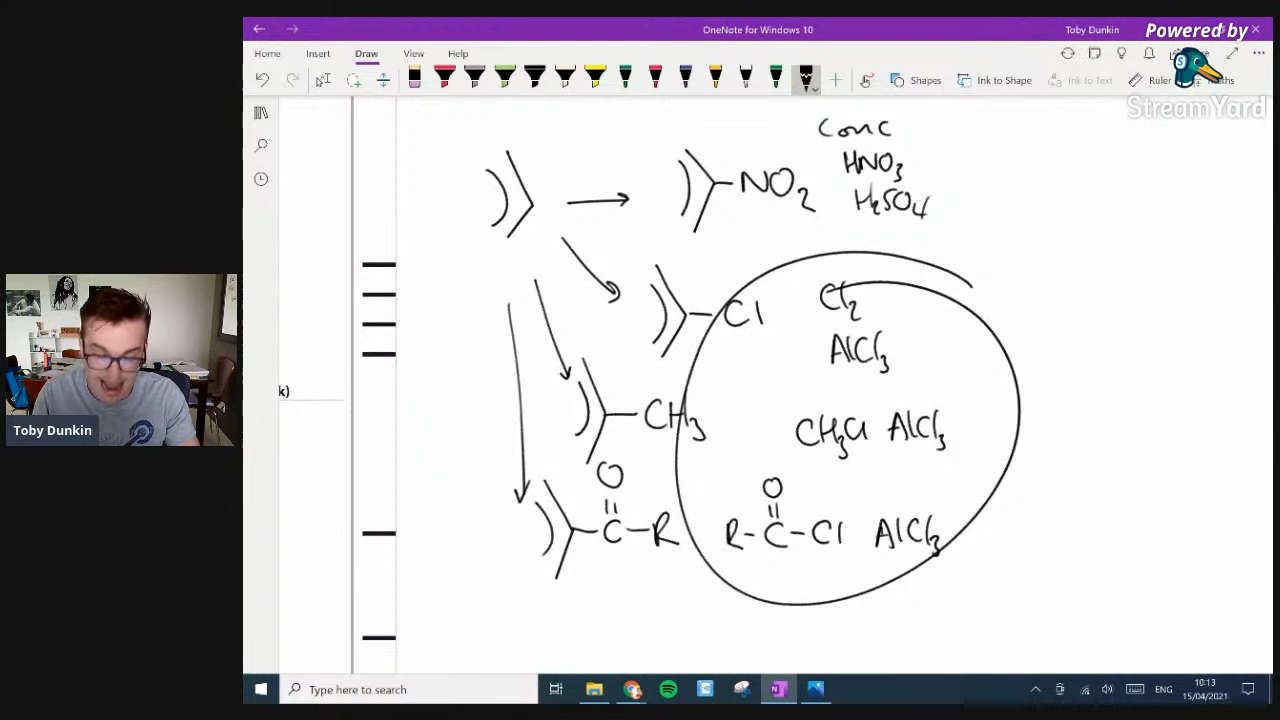 OneNote for Windows 10
Toby Dunkin
Powered by
StreamYard
Home Insert Draw View Help
Shapes Ink to Shape Ink to Text Ruler
k)
Conc
HNO3
H2SO4
NO2
Cl
Cl2
AlCl3
CH3
CH3Cl AlCl3
O
C-R
O
R-C-Cl AlCl3
Toby Dunkin
Type here to search
ENG
10:13
15/04/2021